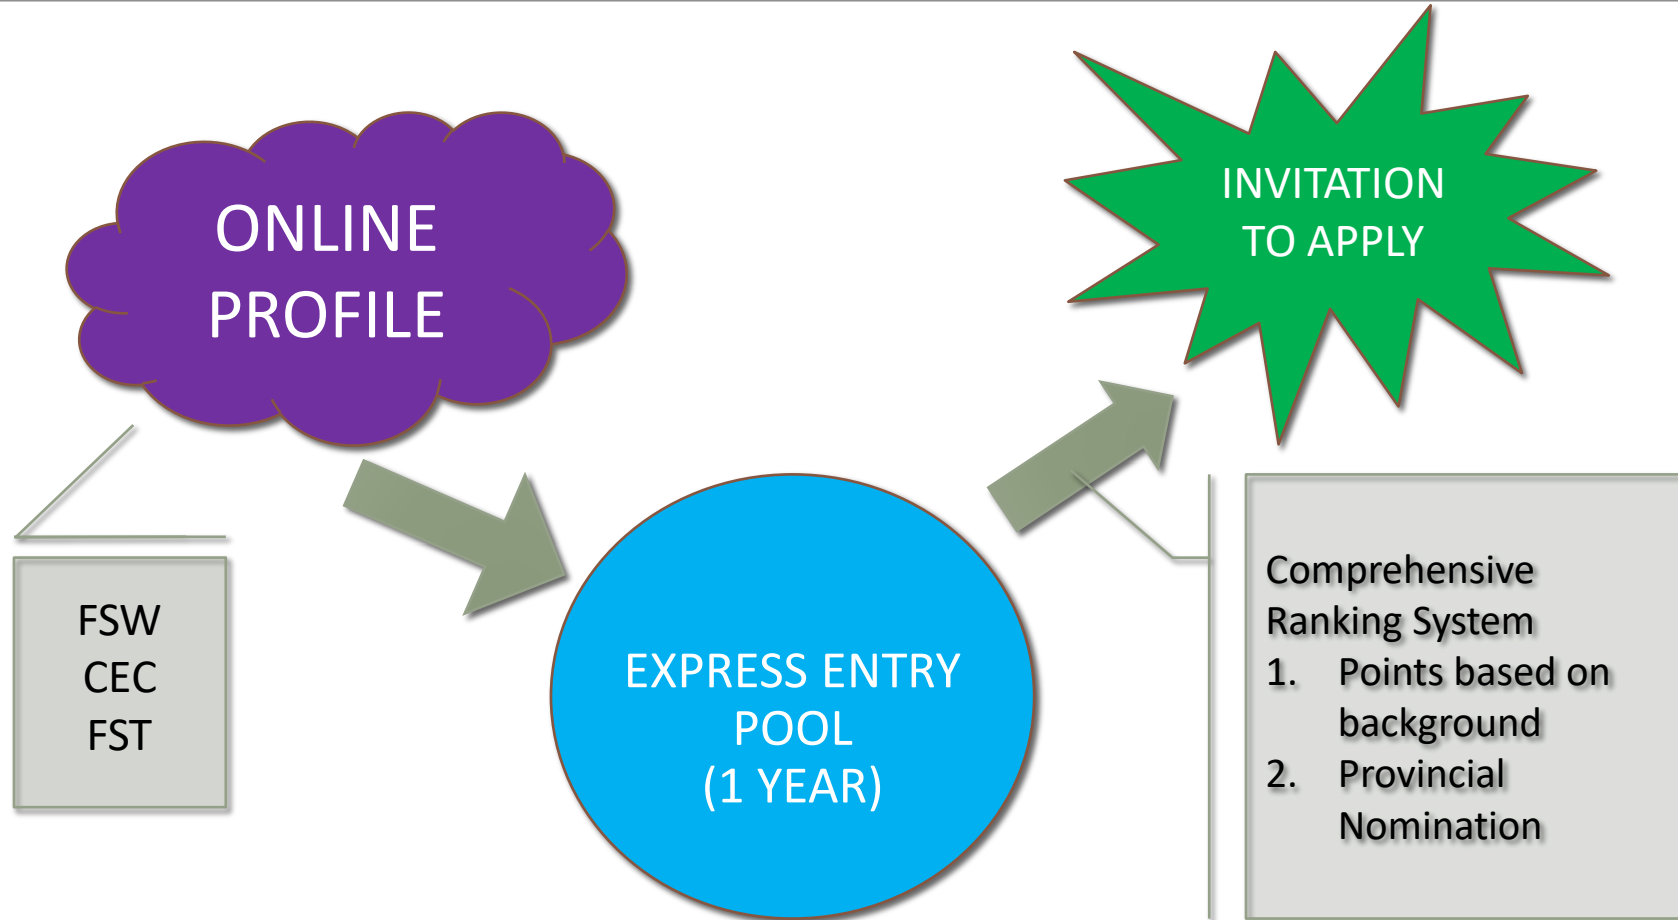 ONLINE
PROFILE
INVITATION
TO APPLY
FSW
CEC
FST
EXPRESS ENTRY
POOL
(1 YEAR)
Comprehensive
Ranking System
1. Points based on
background
2. Provincial
Nomination